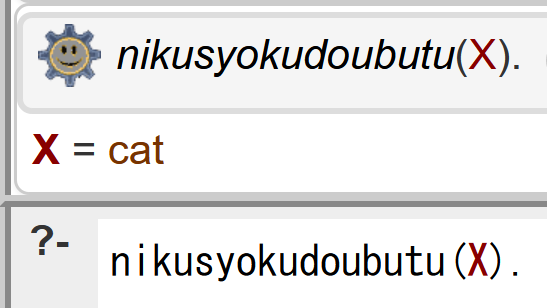 nikusyokudoubutu(X).
X = cat
?- nikusyokudoubutu(X).